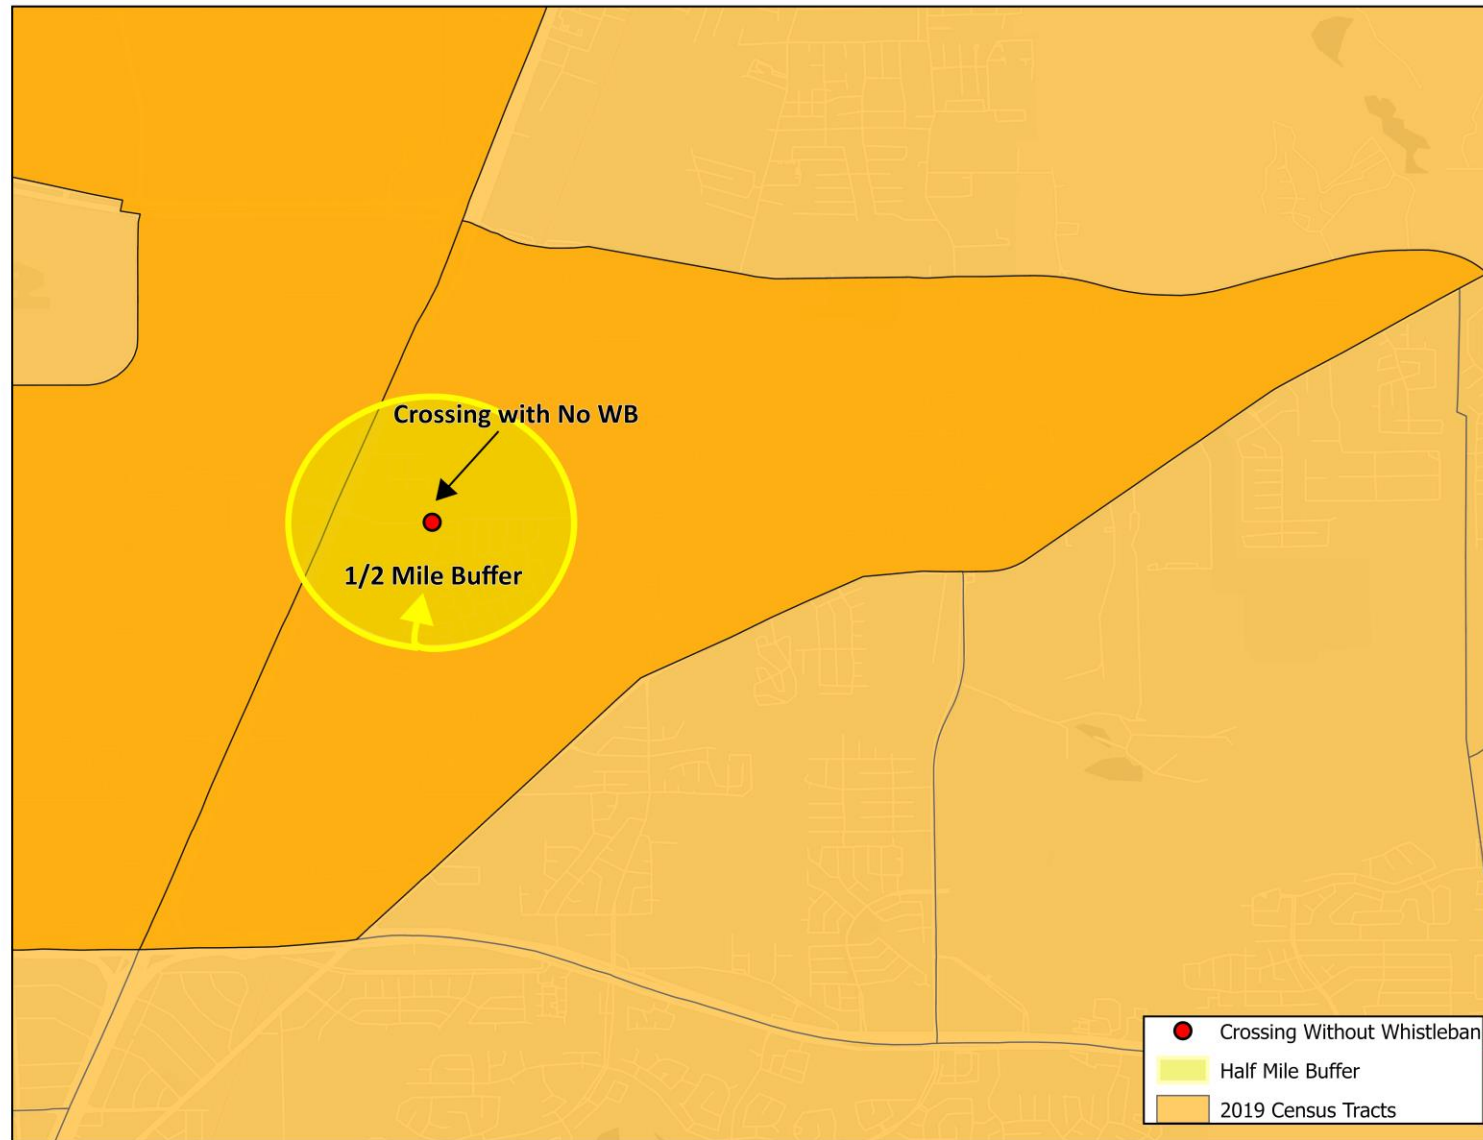 Crossing with No WB
1/2 Mile Buffer
Crossing Without Whistleban
Half Mile Buffer
2019 Census Tracts